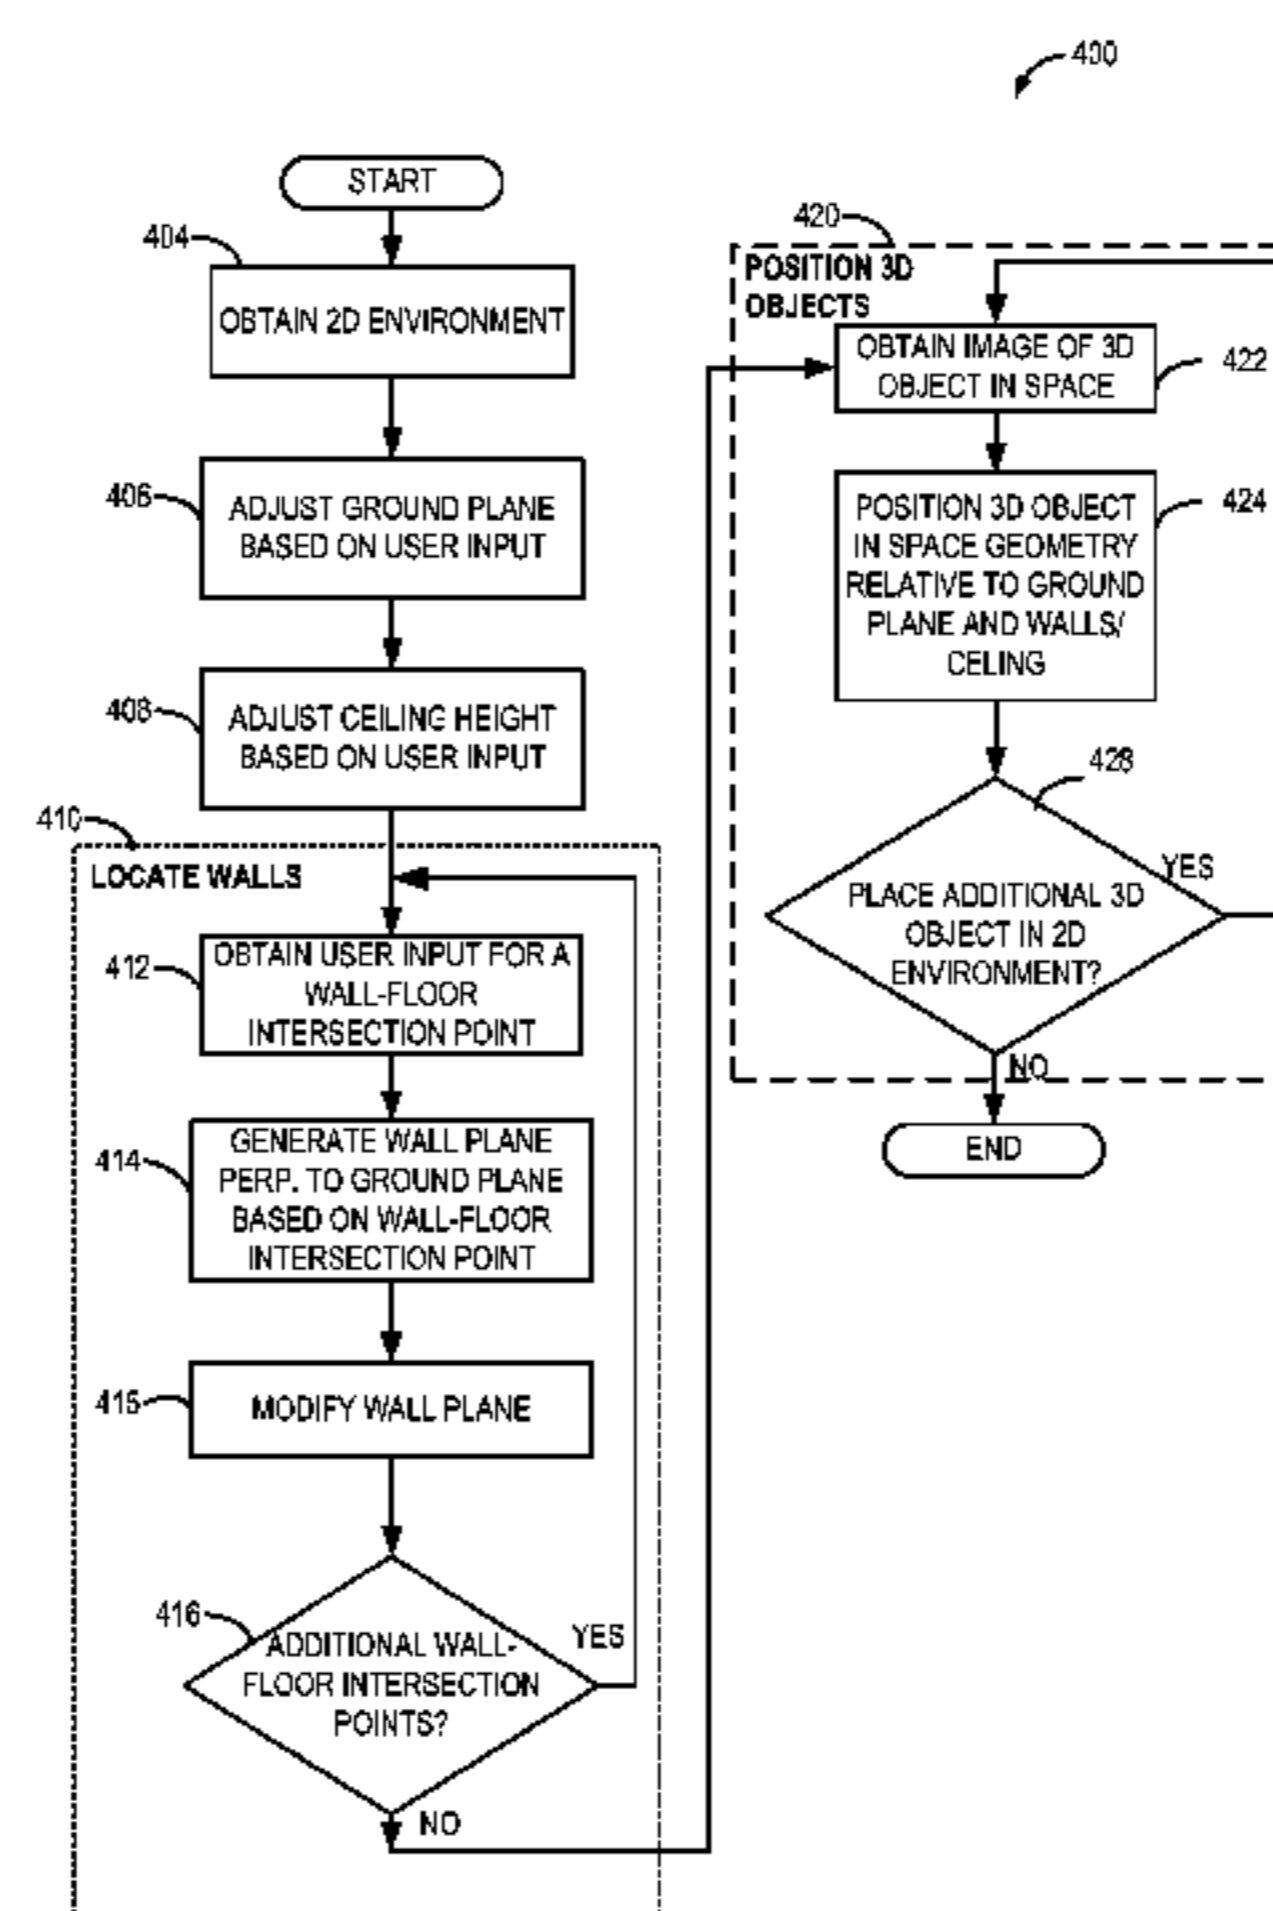 400
START
404
OBTAIN 2D ENVIRONMENT
406
ADJUST GROUND PLANE
BASED ON USER INPUT
408
ADJUST CEILING HEIGHT
BASED ON USER INPUT
410
LOCATE WALLS
412
OBTAIN USER INPUT FOR A
WALL-FLOOR
INTERSECTION POINT
414
GENERATE WALL PLANE
PERP. TO GROUND PLANE
BASED ON WALL-FLOOR
INTERSECTION POINT
415
MODIFY WALL PLANE
416
ADDITIONAL WALL-
FLOOR INTERSECTION
POINTS?
YES
NO
420
POSITION 3D
OBJECTS
OBTAIN IMAGE OF 3D
OBJECT IN SPACE
422
POSITION 3D OBJECT
IN SPACE GEOMETRY
RELATIVE TO GROUND
PLANE AND WALLS/
CELING
424
428
PLACE ADDITIONAL 3D
OBJECT IN 2D
ENVIRONMENT?
YES
NO
END